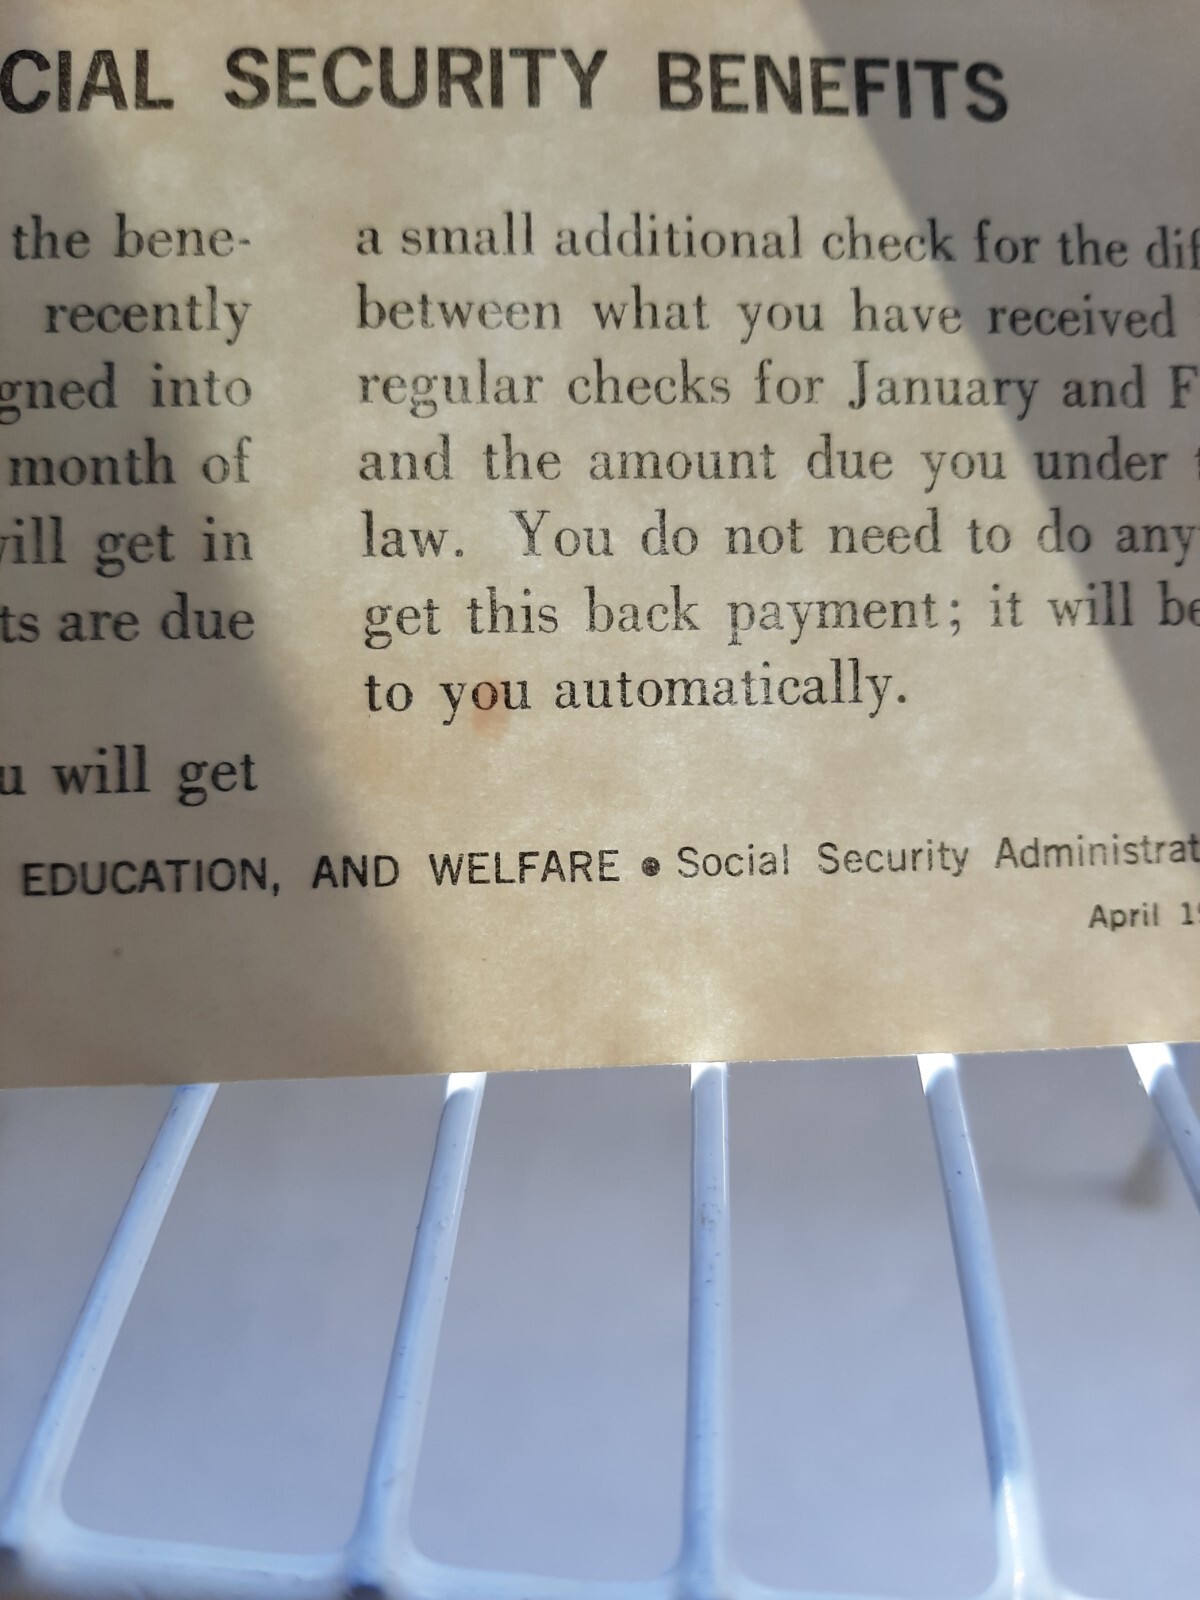 CIAL SECURITY BENEFITS
the bene-
recently
gned into
month of
will get in
ts are due
u will get
a small additional check for the dif
between what you have received
regular checks for January and F
and the amount due you under t
law. You do not need to do any
get this back payment; it will be
to you automatically.
EDUCATION, AND WELFARE • Social Security Administrat
April 19